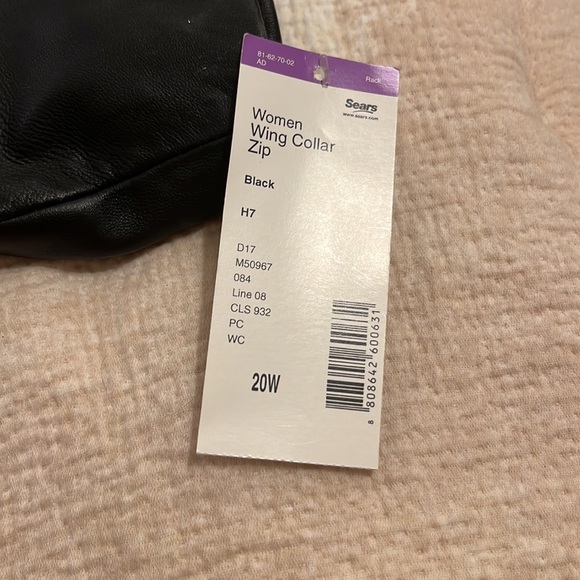 81-62-70-02
AD
Rack
Sears
www.sears.com
Women
Wing Collar
Zip
Black
H7
D17
M50967
084
Line 08
CLS 932
PC
WC
20W
8 808642 600631